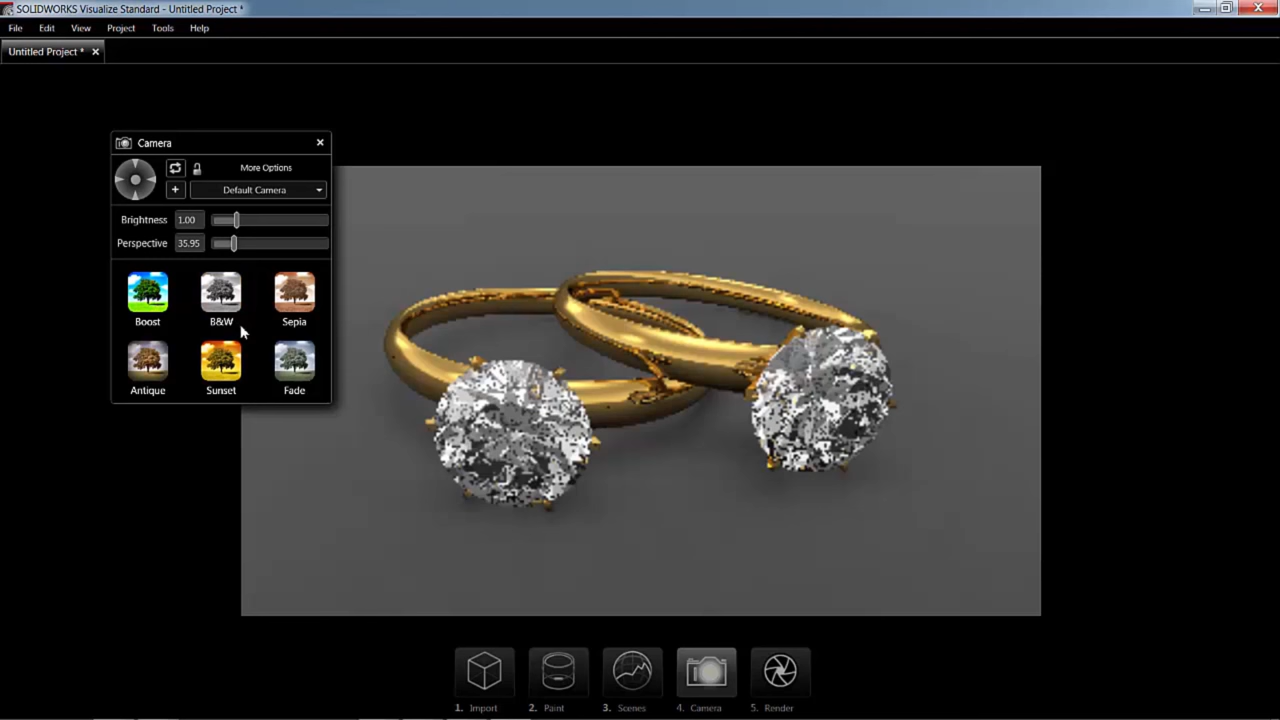 SOLIDWORKS Visualize Standard - Untitled Project *
File Edit View Project Tools Help
Untitled Project *
Camera
More Options
Default Camera
Brightness 1.00
Perspective 35.95
Boost B&W Sepia
Antique Sunset Fade
1. Import 2. Paint 3. Scenes 4. Camera 5. Render